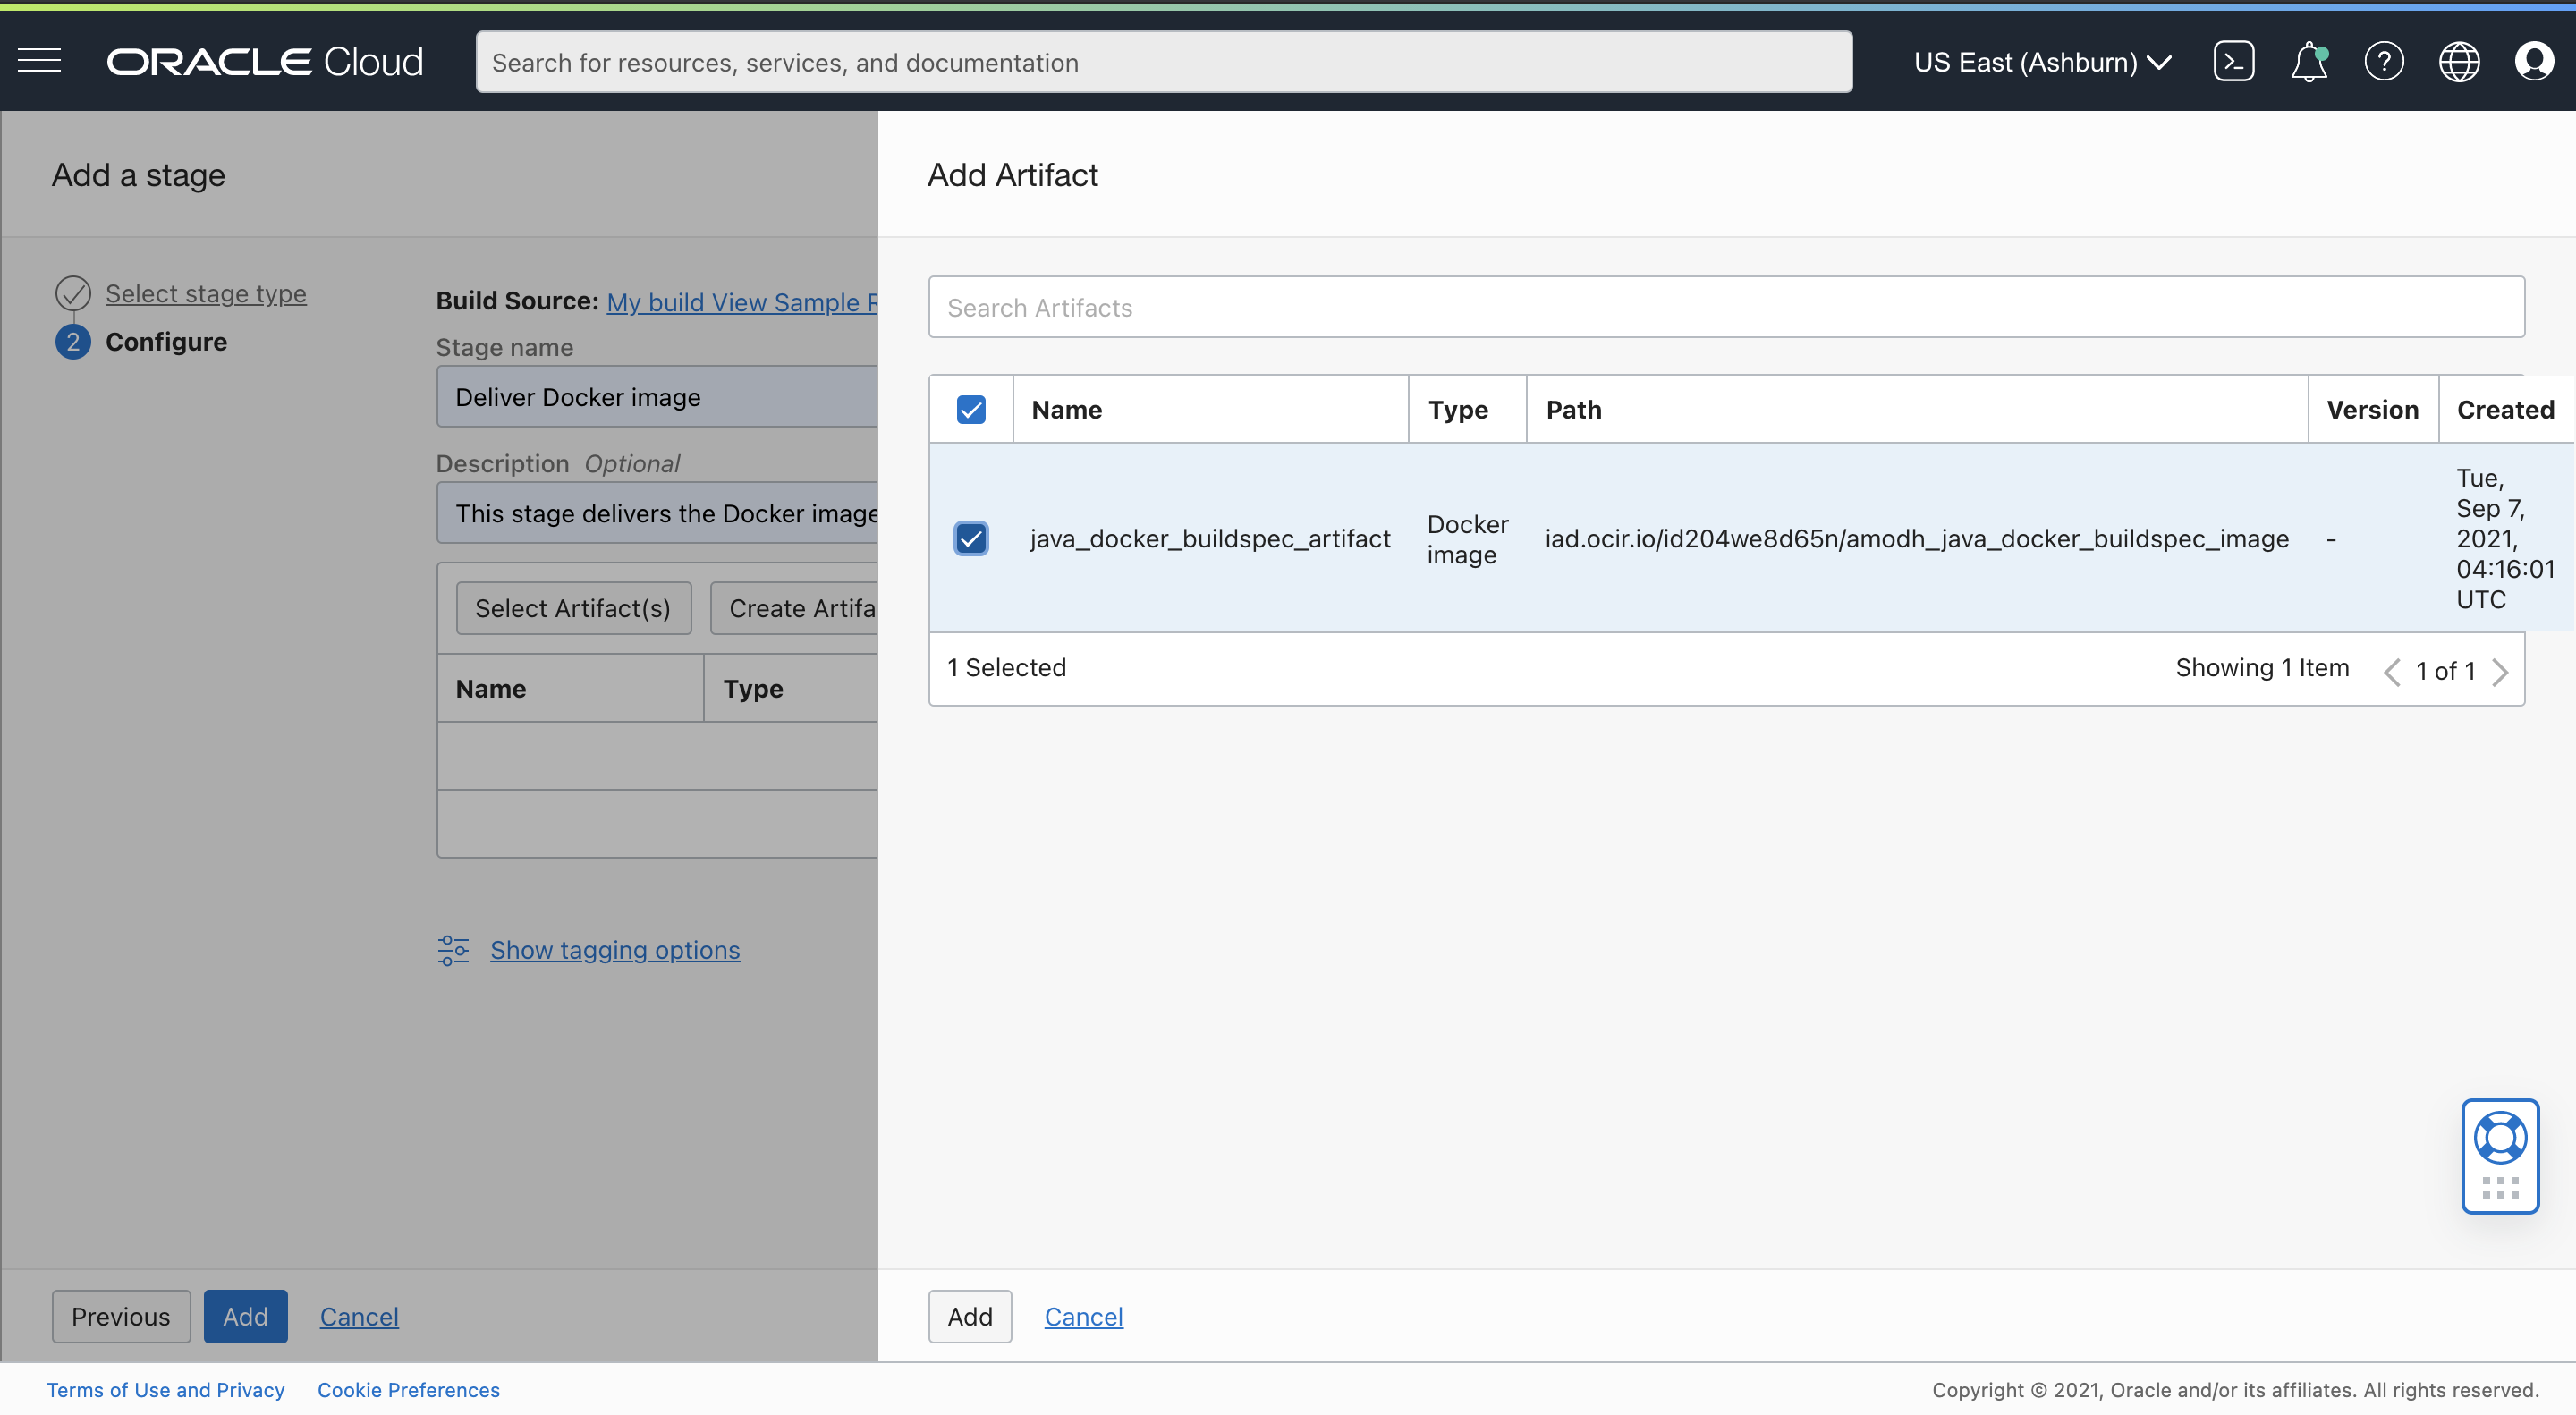 ORACLE Cloud
Search for resources, services, and documentation
US East (Ashburn)
Add a stage
Select stage type
2 Configure
Build Source: My build View Sample
Stage name
Deliver Docker image
Description Optional
This stage delivers the Docker image
Select Artifact(s)
Create Artifa
Name Type
Show tagging options
Previous
Add
Cancel
Add Artifact
Search Artifacts
Name Type Path Version Created
java_docker_buildspec_artifact
Docker
image
iad.ocir.io/id204we8d65n/amodh_java_docker_buildspec_image
-
Tue,
Sep 7,
2021,
04:16:01
UTC
1 Selected
Showing 1 Item
1 of 1
Add
Cancel
Terms of Use and Privacy
Cookie Preferences
Copyright © 2021, Oracle and/or its affiliates. All rights reserved.